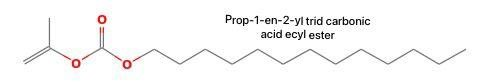 Prop-1-en-2-yl trid carbonic
acid ecyl ester
O
O
O